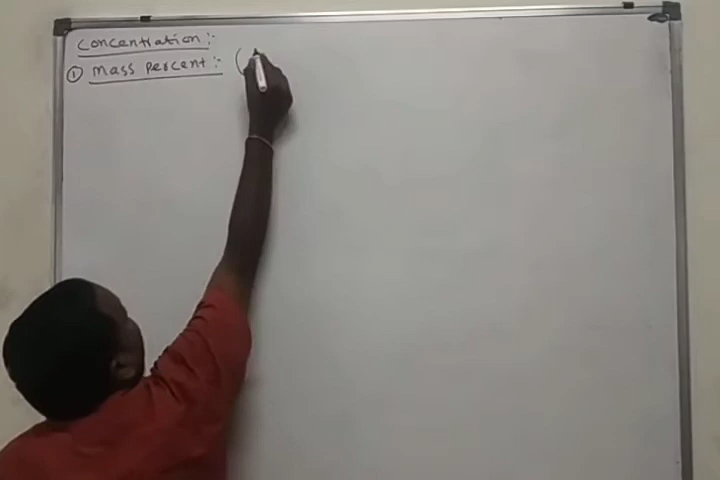 Concentration:-
① Mass percent :- (